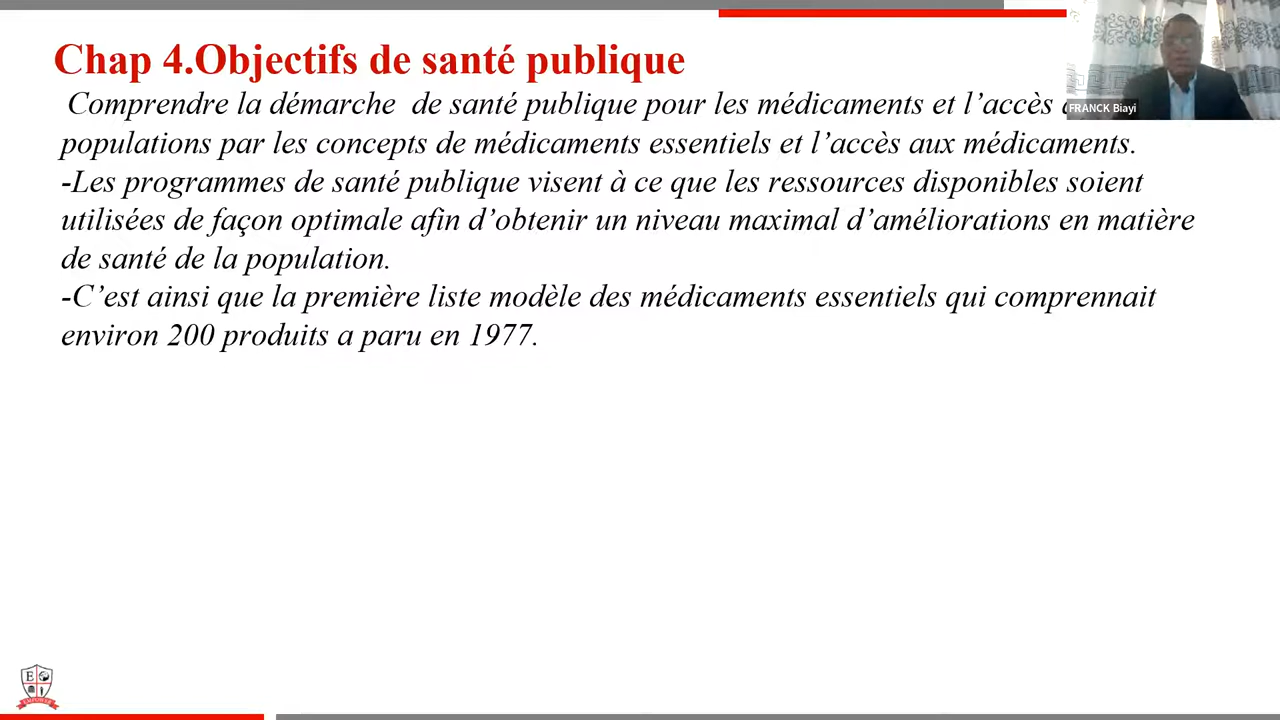 Chap 4.Objectifs de santé publique
Comprendre la démarche de santé publique pour les médicaments et l’accès
FRANCK Biayi
populations par les concepts de médicaments essentiels et l’accès aux médicaments.
-Les programmes de santé publique visent à ce que les ressources disponibles soient
utilisées de façon optimale afin d’obtenir un niveau maximal d’améliorations en matière
de santé de la population.
-C’est ainsi que la première liste modèle des médicaments essentiels qui comprennait
environ 200 produits a paru en 1977.
E